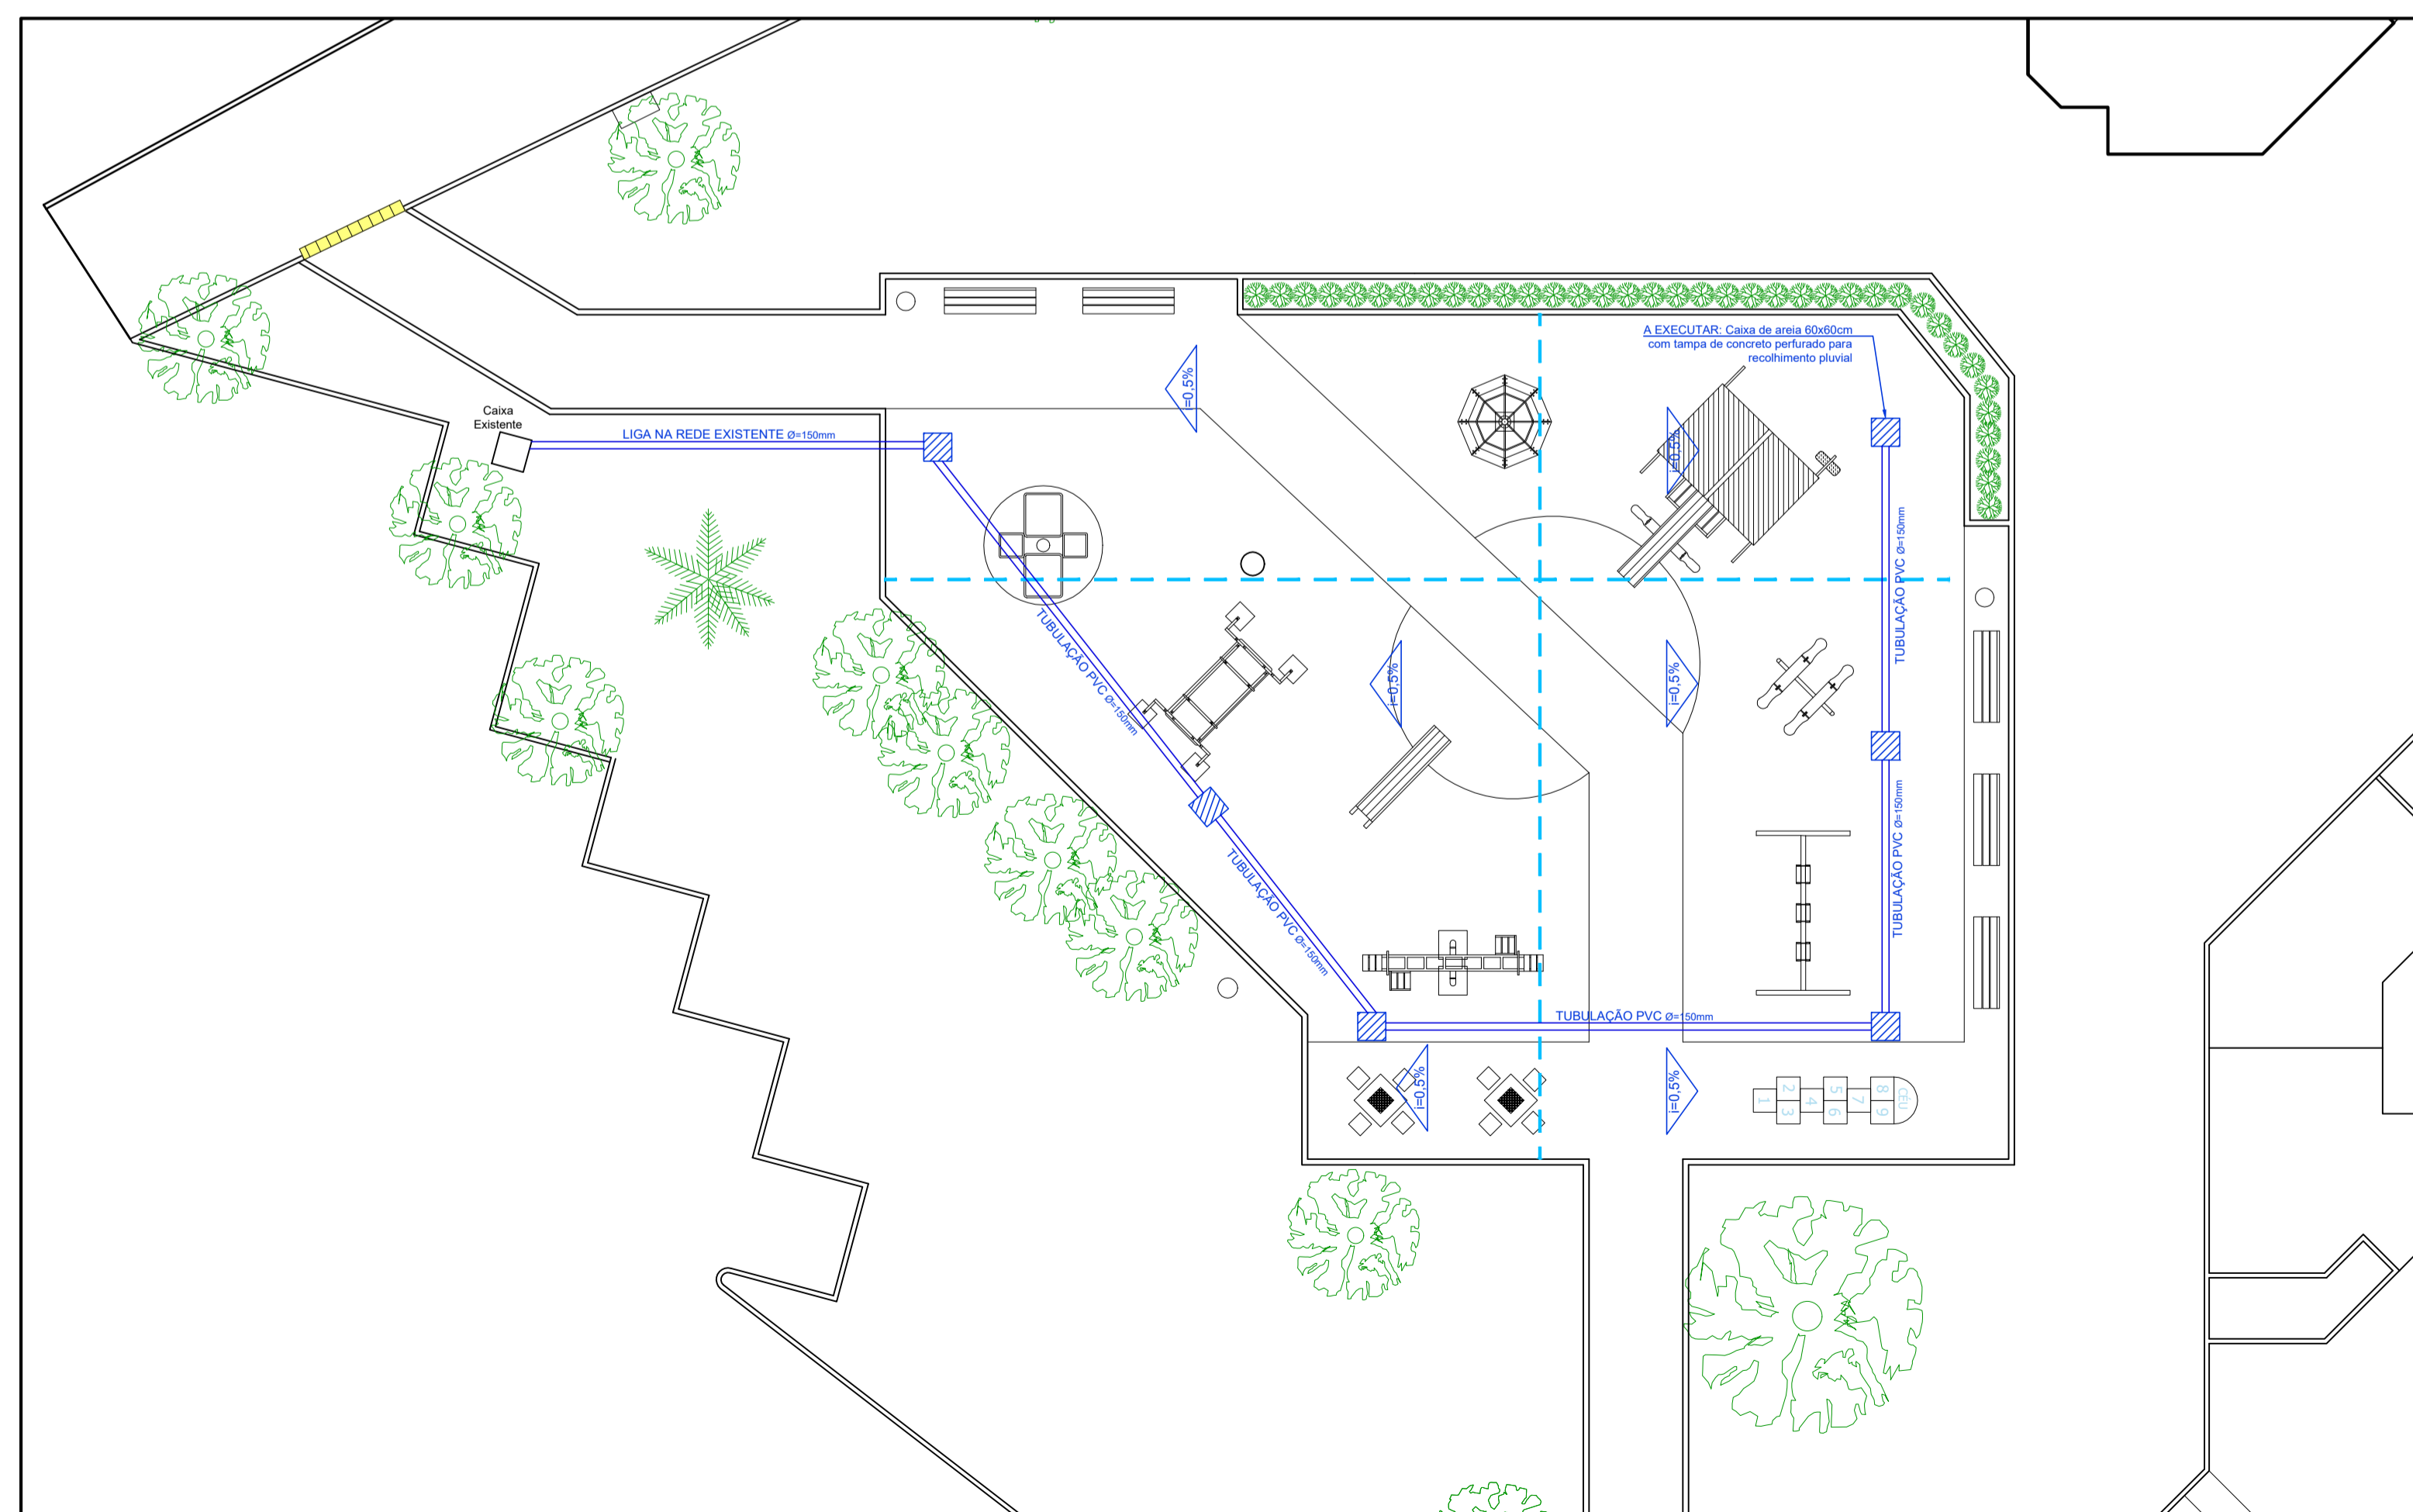 A EXECUTAR: Caixa de areia 60x60cm
com tampa de concreto perfurado para
recolhimento pluvial
i=0,5%
Caixa
Existente
LIGA NA REDE EXISTENTE Ø=150mm
i=0,5%
TUBULAÇÃO PVC Ø=150mm
TUBULAÇÃO PVC Ø=150mm
i=0,5%
i=0,5%
TUBULAÇÃO PVC Ø=150mm
TUBULAÇÃO PVC Ø=150mm
TUBULAÇÃO PVC Ø=150mm
i=0,5%
i=0,5%
1
2
3
4
5
6
7
8
9
CÉU